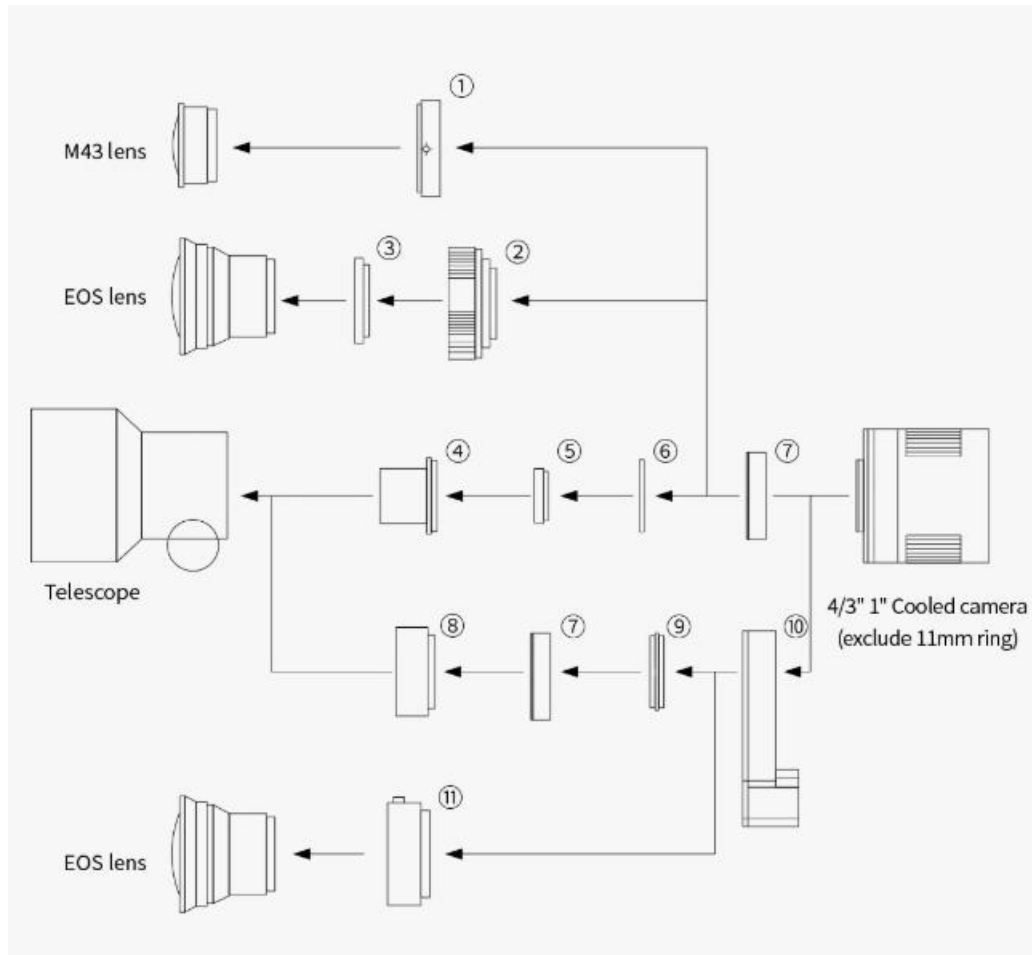 ①
M43 lens
③
②
EOS lens
④
⑤
⑥
⑦
Telescope
4/3" 1" Cooled camera
(exclude 11mm ring)
⑧
⑦
⑨
⑩
⑪
EOS lens